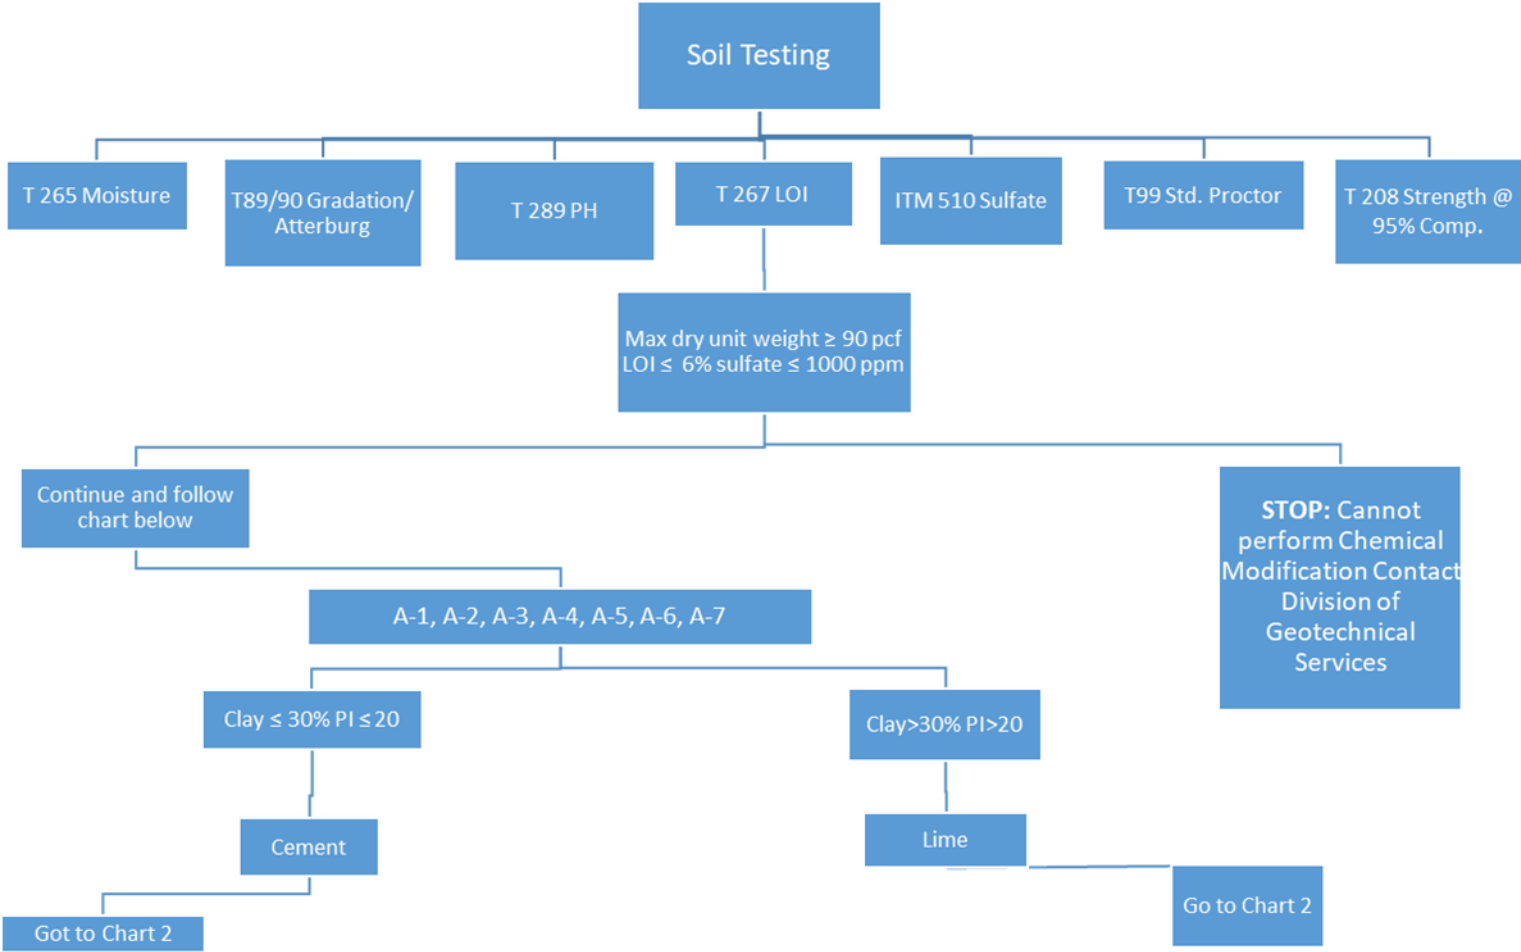 Soil Testing
T 265 Moisture
T89/90 Gradation/
Atterburg
T 289 PH
T 267 LOI
ITM 510 Sulfate
T99 Std. Proctor
T 208 Strength @
95% Comp.
Max dry unit weight ≥ 90 pcf
LOI ≤ 6% sulfate ≤ 1000 ppm
Continue and follow
chart below
STOP: Cannot
perform Chemical
Modification Contact
Division of
Geotechnical
Services
A-1, A-2, A-3, A-4, A-5, A-6, A-7
Clay ≤ 30% PI ≤ 20
Clay>30% PI>20
Cement
Lime
Got to Chart 2
Go to Chart 2